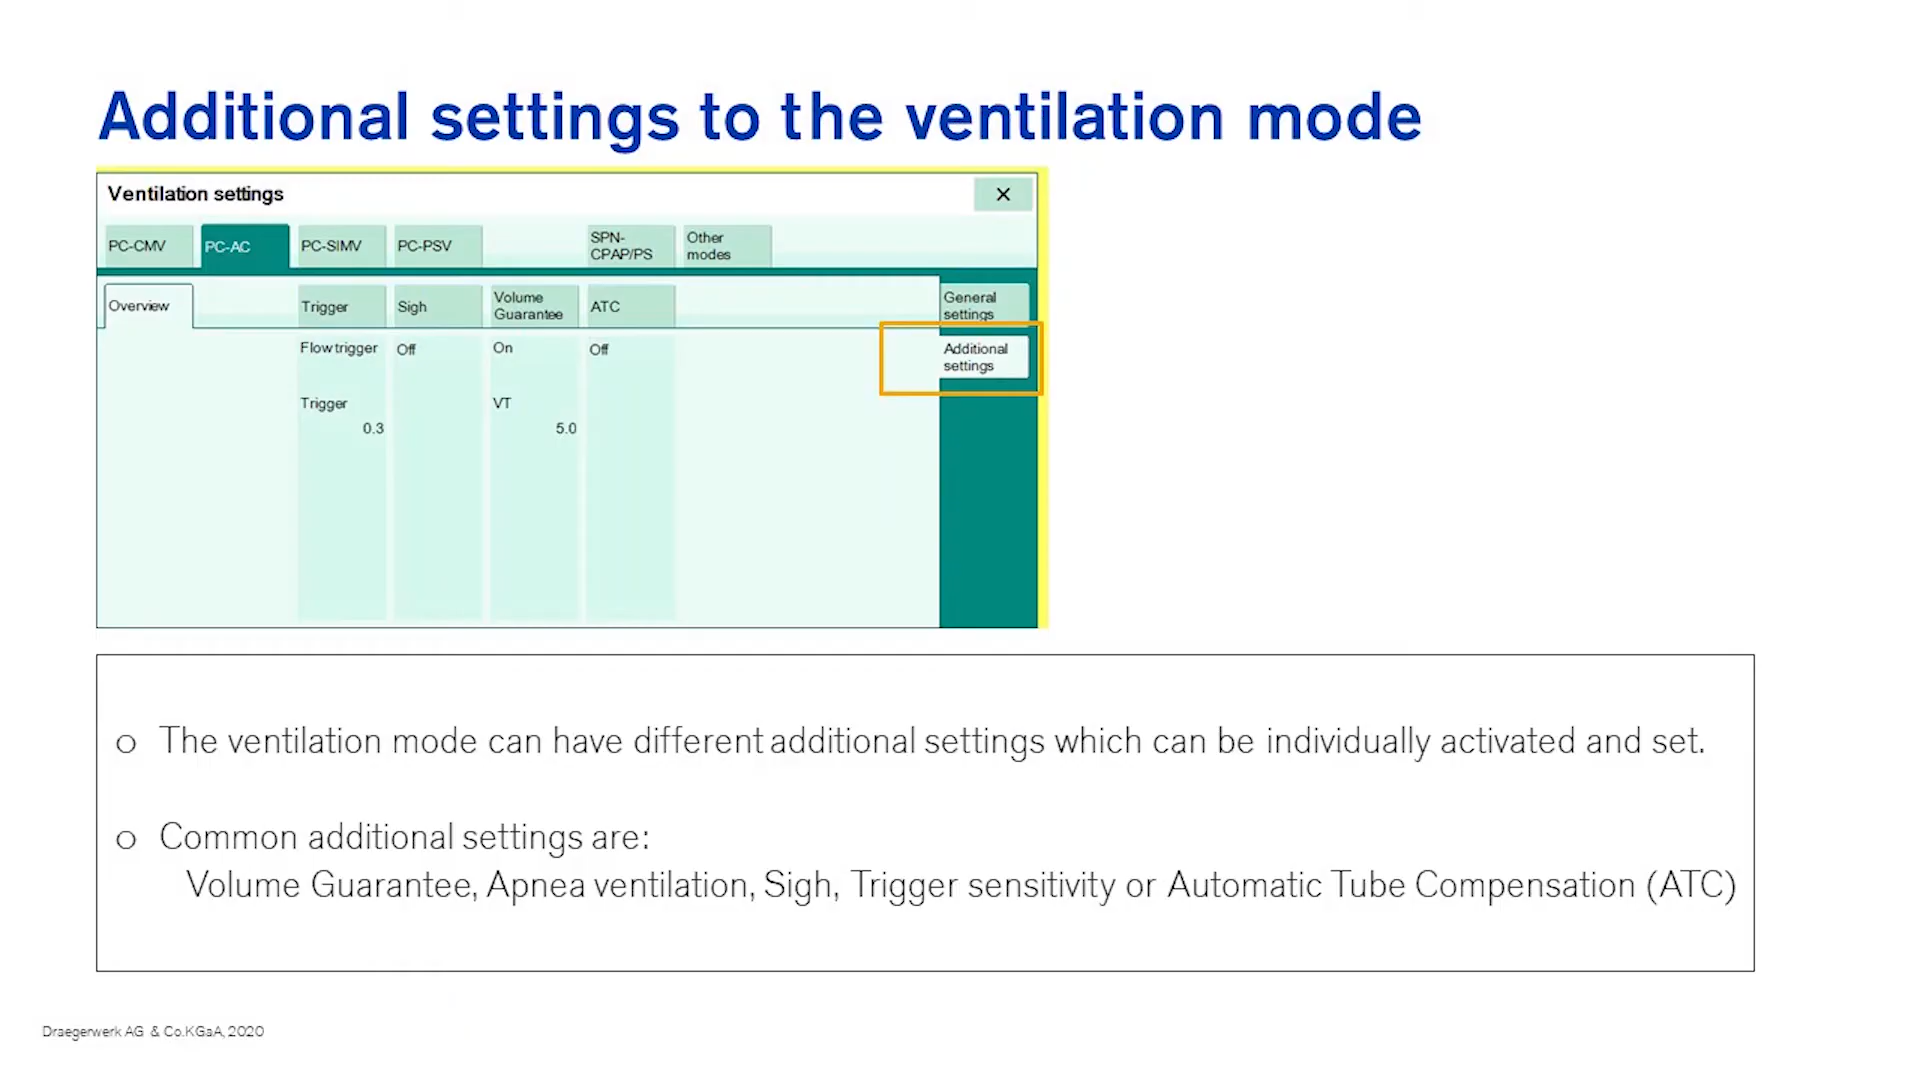 Additional settings to the ventilation mode
Ventilation settings
×
PC-CMV
PC-AC
PC-SIMV
PC-PSV
SPN-
CPAP/PS
Other
modes
Overview
Trigger
Sigh
Volume
Guarantee
ATC
General
settings
Flowtrigger
Off
On
Off
Additional
settings
Trigger
VT
0.3
5.0
o The ventilation mode can have different additional settings which can be individually activated and set.
o Common additional settings are:
Volume Guarantee, Apnea ventilation, Sigh, Trigger sensitivity or Automatic Tube Compensation (ATC)
Draegerwerk AG & Co.KGaA, 2020